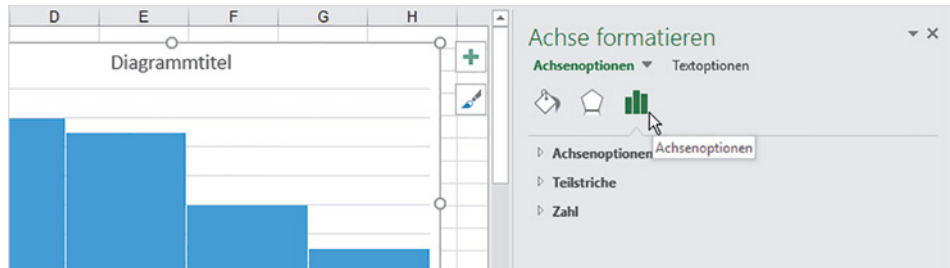 D E F G H
Diagrammtitel
Achse formatieren
Achsenoptionen Textoptionen
Achsenoptionen
Achsenoptionen
Teilstriche
Zahl